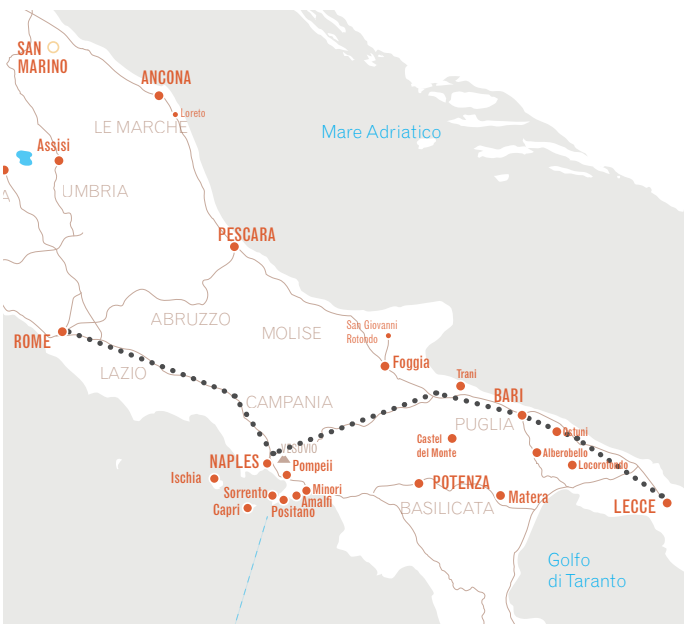 SAN
MARINO
ANCONA
Loreto
LE MARCHE
Mare Adriatico
Assisi
A
UMBRIA
PESCARA
ROME
ABRUZZO
MOLISE
San Giovanni
Rotondo
LAZIO
Foggia
Trani
CAMPANIA
BARI
PUGLIA
Ostuni
Castel
del Monte
VESUVIO
NAPLES
Pompeii
Alberobello
Locorotondo
Ischia
POTENZA
Sorrento
Minori
Matera
Amalfi
Capri
Positano
BASILICATA
LECCE
Golfo
di Taranto